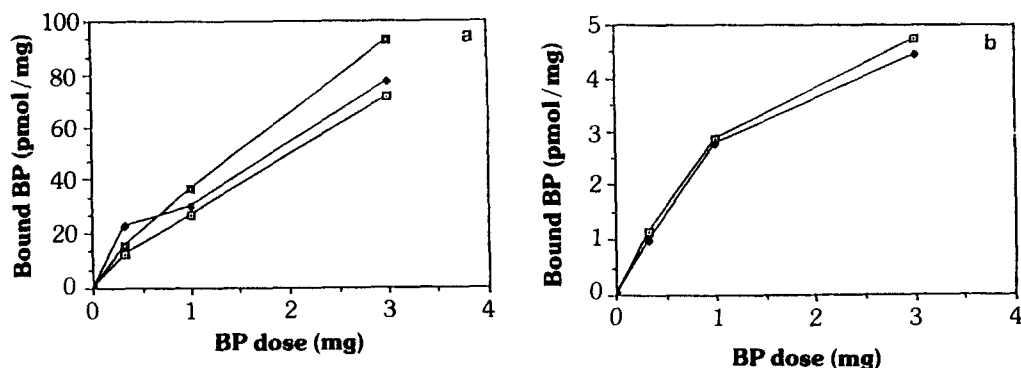 a
Bound BP (pmol/mg)
100
80
60
40
20
0
0 1 2 3 4
BP dose (mg)
b
Bound BP (pmol/mg)
5
4
3
2
1
0
0 1 2 3 4
BP dose (mg)